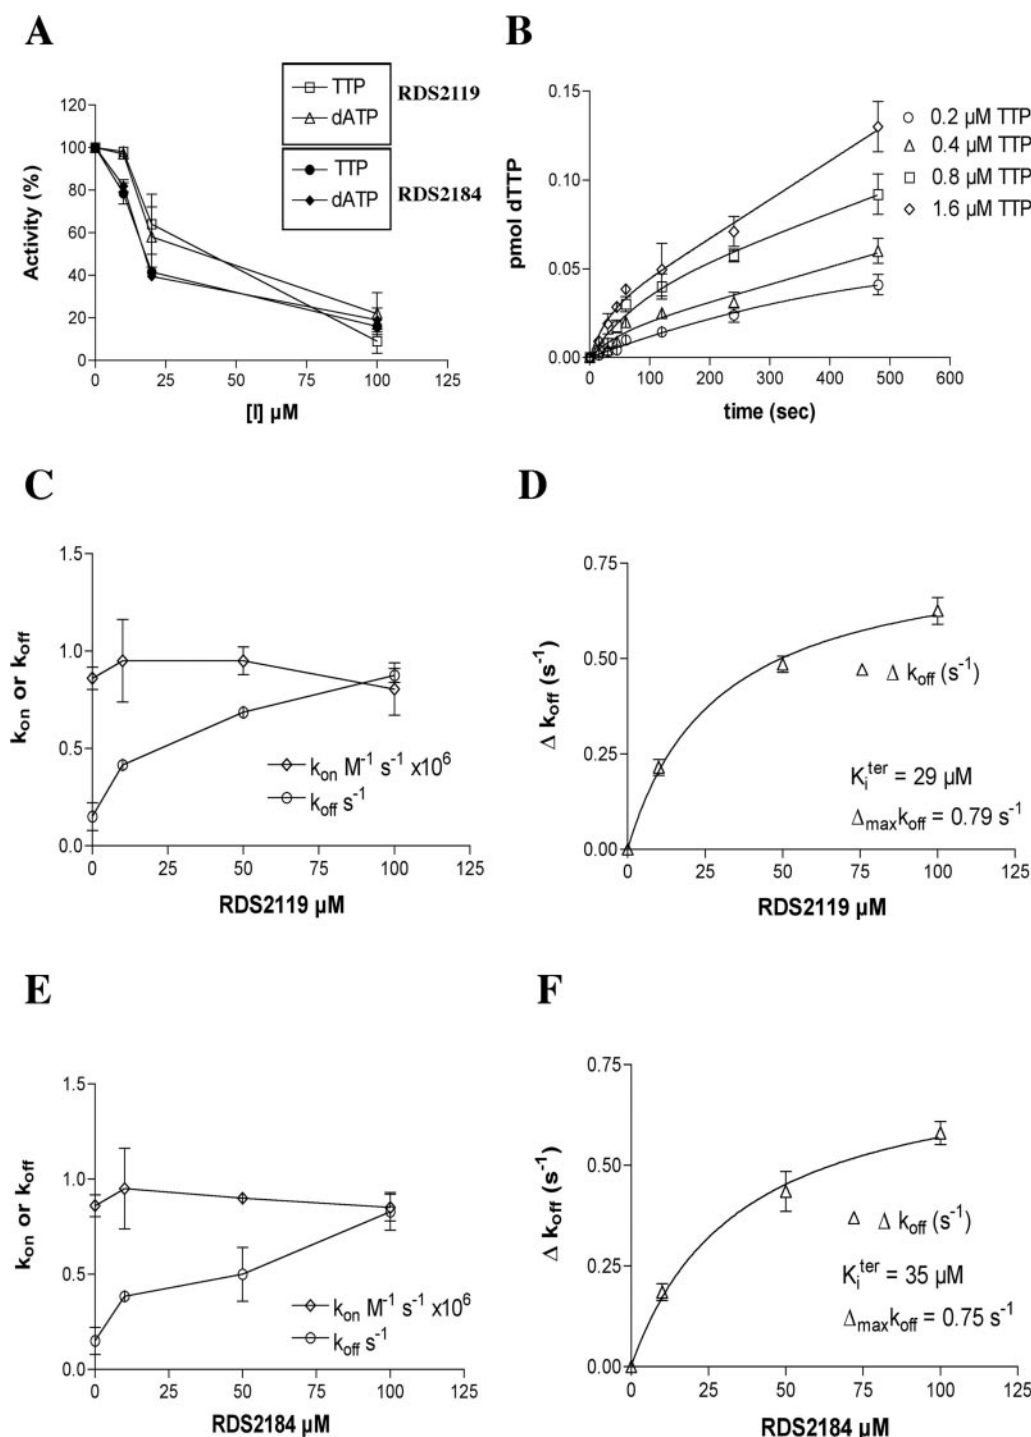 A
TTP
dATP
RDS2119
TTP
dATP
RDS2184
120
100
80
60
40
20
0
Activity (%)
0 25 50 75 100 125
[I] µM
B
0.15
0.10
0.05
0.00
pmol dTTP
0 100 200 300 400 500 600
time (sec)
0.2 µM TTP
0.4 µM TTP
0.8 µM TTP
1.6 µM TTP
C
1.5
1.0
0.5
0.0
kon or koff
kon M⁻¹ s⁻¹ x10⁶
koff s⁻¹
0 25 50 75 100 125
RDS2119 µM
D
0.75
0.50
0.25
0.00
Δ koff (s⁻¹)
Δ koff (s⁻¹)
Kiᵗᵉʳ = 29 µM
Δmaxkoff = 0.79 s⁻¹
0 25 50 75 100 125
RDS2119 µM
E
1.5
1.0
0.5
0.0
kon or koff
kon M⁻¹ s⁻¹ x10⁶
koff s⁻¹
0 25 50 75 100 125
RDS2184 µM
F
0.75
0.50
0.25
0.00
Δ koff (s⁻¹)
Δ koff (s⁻¹)
Kiᵗᵉʳ = 35 µM
Δmaxkoff = 0.75 s⁻¹
0 25 50 75 100 125
RDS2184 µM